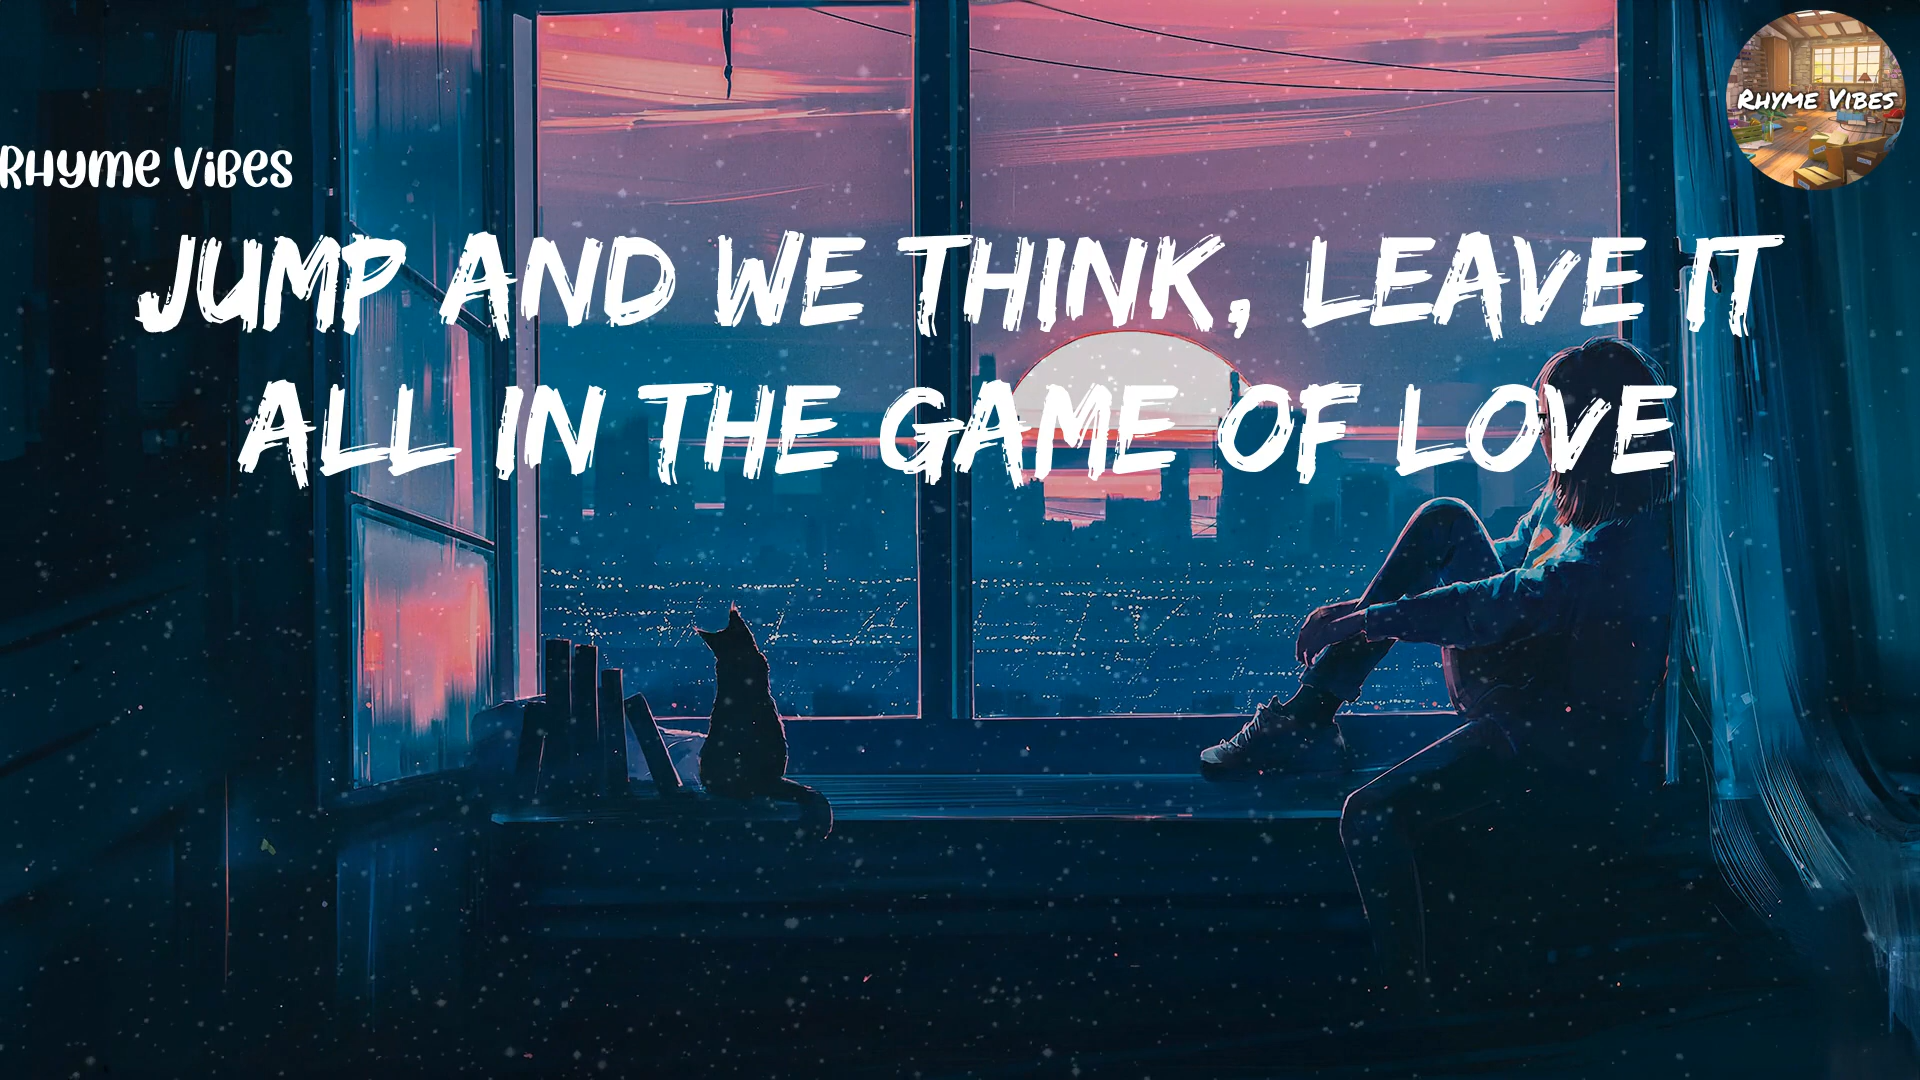 Rhyme Vibes
Rhyme Vibes
JUMP AND WE THINK, LEAVE IT
ALL IN THE GAME OF LOVE